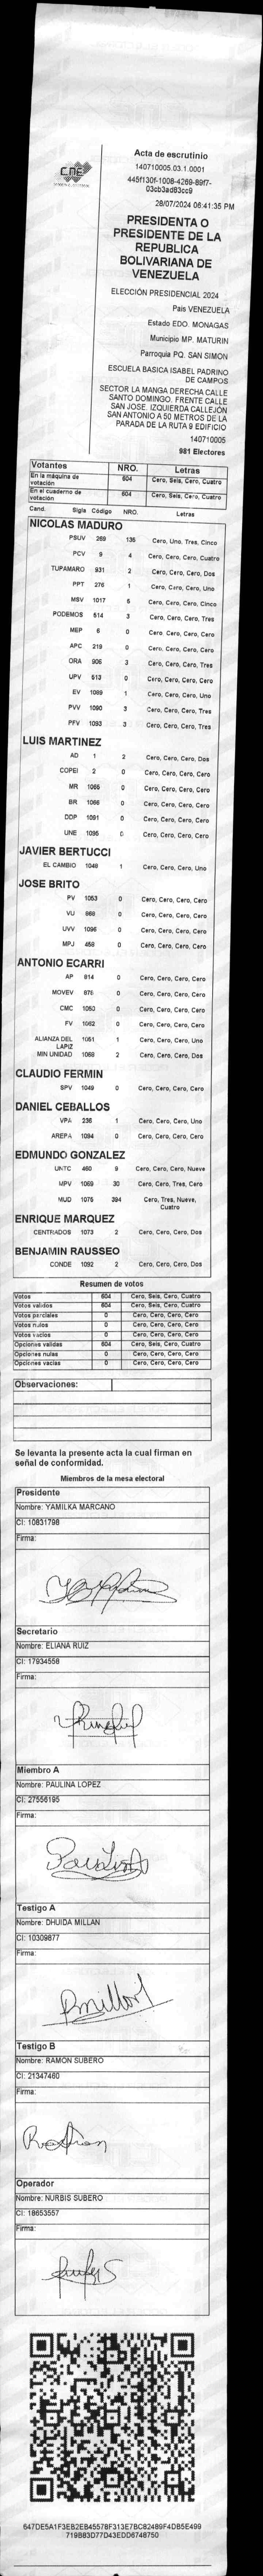 CNE
Acta de escrutinio
140710005.03.1.0001
445f130f-1008-4269-89f7-
03cb3ad83cc9
28/07/2024 06:41:35 PM
PRESIDENTA O
PRESIDENTE DE LA
REPUBLICA
BOLIVARIANA DE
VENEZUELA
ELECCIÓN PRESIDENCIAL 2024
Pais VENEZUELA
Estado EDO. MONAGAS
Municipio MP. MATURIN
Parroquia PQ. SAN SIMON
ESCUELA BASICA ISABEL PADRINO
DE CAMPOS
SECTOR LA MANGA DERECHA CALLE
SANTO DOMINGO. FRENTE CALLE
SAN JOSE. IZQUIERDA CALLEJÓN
SAN ANTONIO A 50 METROS DE LA
PARADA DE LA RUTA 9 EDIFICIO
140710005
981 Electores
Votantes NRO. Letras
En la máquina de votación 604 Cero, Seis, Cero, Cuatro
En el cuaderno de votación 604 Cero, Seis, Cero, Cuatro
Cand. Sigla Código NRO. Letras
NICOLAS MADURO
PSUV 269 135 Cero, Uno, Tres, Cinco
PCV 9 4 Cero, Cero, Cero, Cuatro
TUPAMARO 931 2 Cero, Cero, Cero, Dos
PPT 276 1 Cero, Cero, Cero, Uno
MSV 1017 5 Cero, Cero, Cero, Cinco
PODEMOS 514 3 Cero, Cero, Cero, Tres
MEP 6 0 Cero, Cero, Cero, Cero
APC 219 0 Cero, Cero, Cero, Cero
ORA 906 3 Cero, Cero, Cero, Tres
UPV 513 0 Cero, Cero, Cero, Cero
EV 1089 1 Cero, Cero, Cero, Uno
PVV 1090 3 Cero, Cero, Cero, Tres
PFV 1093 3 Cero, Cero, Cero, Tres
LUIS MARTINEZ
AD 1 2 Cero, Cero, Cero, Dos
COPEI 2 0 Cero, Cero, Cero, Cero
MR 1065 0 Cero, Cero, Cero, Cero
BR 1066 0 Cero, Cero, Cero, Cero
DDP 1091 0 Cero, Cero, Cero, Cero
UNE 1095 0 Cero, Cero, Cero, Cero
JAVIER BERTUCCI
EL CAMBIO 1048 1 Cero, Cero, Cero, Uno
JOSE BRITO
PV 1053 0 Cero, Cero, Cero, Cero
VU 968 0 Cero, Cero, Cero, Cero
UVV 1096 0 Cero, Cero, Cero, Cero
MPJ 459 0 Cero, Cero, Cero, Cero
ANTONIO ECARRI
AP 814 0 Cero, Cero, Cero, Cero
MOVEV 876 0 Cero, Cero, Cero, Cero
CMC 1050 0 Cero, Cero, Cero, Cero
FV 1062 0 Cero, Cero, Cero, Cero
ALIANZA DEL LAPIZ 1051 1 Cero, Cero, Cero, Uno
MIN UNIDAD 1068 2 Cero, Cero, Cero, Dos
CLAUDIO FERMIN
SPV 1049 0 Cero, Cero, Cero, Cero
DANIEL CEBALLOS
VPA 236 1 Cero, Cero, Cero, Uno
AREPA 1094 0 Cero, Cero, Cero, Cero
EDMUNDO GONZALEZ
UNTC 460 9 Cero, Cero, Cero, Nueve
MPV 1069 30 Cero, Cero, Tres, Cero
MUD 1075 394 Cero, Tres, Nueve, Cuatro
ENRIQUE MARQUEZ
CENTRADOS 1073 2 Cero, Cero, Cero, Dos
BENJAMIN RAUSSEO
CONDE 1092 2 Cero, Cero, Cero, Dos
Resumen de votos
Votos 604 Cero, Seis, Cero, Cuatro
Votos validos 604 Cero, Seis, Cero, Cuatro
Votos parciales 0 Cero, Cero, Cero, Cero
Votos nulos 0 Cero, Cero, Cero, Cero
Votos vacios 0 Cero, Cero, Cero, Cero
Opciones validas 604 Cero, Seis, Cero, Cuatro
Opciones nulas 0 Cero, Cero, Cero, Cero
Opciones vacias 0 Cero, Cero, Cero, Cero
Observaciones:
Se levanta la presente acta la cual firman en
señal de conformidad.
Miembros de la mesa electoral
Presidente
Nombre: YAMILKA MARCANO
CI: 10831798
Firma:
Secretario
Nombre: ELIANA RUIZ
CI: 17934558
Firma:
Miembro A
Nombre: PAULINA LOPEZ
CI: 27556195
Firma:
Testigo A
Nombre: DHUIDA MILLAN
CI: 10309877
Firma:
Testigo B
Nombre: RAMON SUBERO
CI: 21347460
Firma:
Operador
Nombre: NURBIS SUBERO
CI: 18653557
Firma:
647DE5A1F3EB2EB45578F313E7BC82489F4DB5E499
719B83D77D43EDD6748750